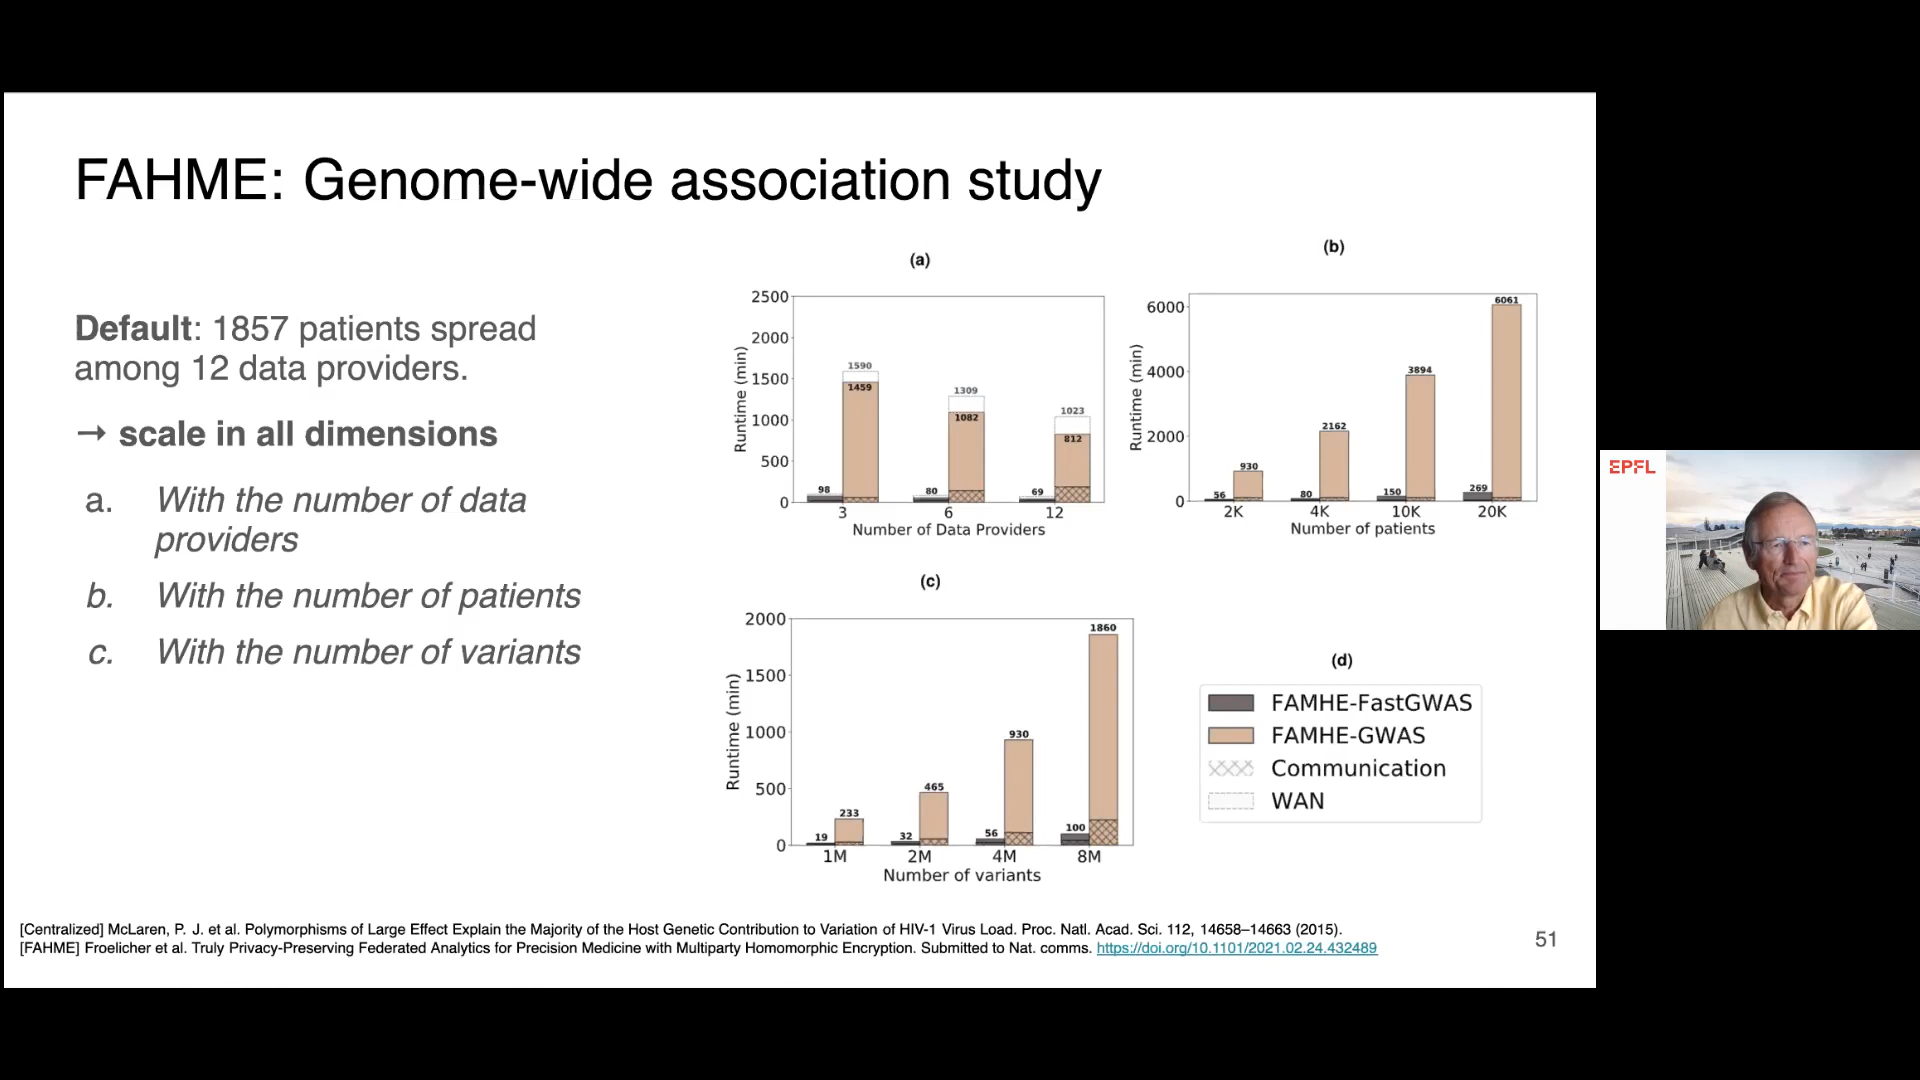 FAHME: Genome-wide association study
Default: 1857 patients spread
among 12 data providers.
→ scale in all dimensions
a. With the number of data
providers
b. With the number of patients
c. With the number of variants
(a)
Runtime (min)
2500
2000
1500
1000
500
0
98
1590
1459
80
1309
1082
69
1023
812
3 6 12
Number of Data Providers
(b)
Runtime (min)
6000
4000
2000
0
56
930
80
2162
150
3894
269
6061
2K 4K 10K 20K
Number of patients
(c)
Runtime (min)
2000
1500
1000
500
0
19
233
32
465
56
930
100
1860
1M 2M 4M 8M
Number of variants
(d)
FAMHE-FastGWAS
FAMHE-GWAS
Communication
WAN
[Centralized] McLaren, P. J. et al. Polymorphisms of Large Effect Explain the Majority of the Host Genetic Contribution to Variation of HIV-1 Virus Load. Proc. Natl. Acad. Sci. 112, 14658–14663 (2015).
[FAHME] Froelicher et al. Truly Privacy-Preserving Federated Analytics for Precision Medicine with Multiparty Homomorphic Encryption. Submitted to Nat. comms. https://doi.org/10.1101/2021.02.24.432489
51
EPFL